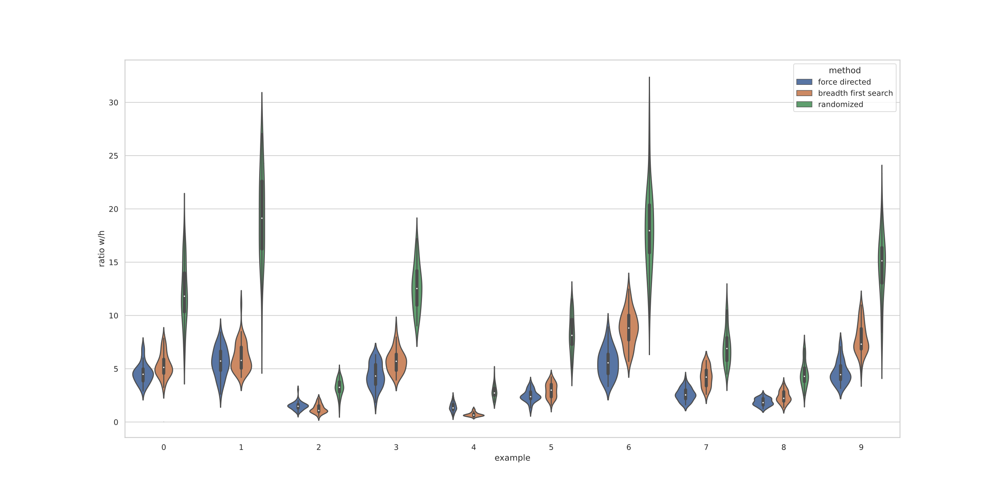 method
force directed
breadth first search
randomized
30
25
20
15
10
5
0
ratio w/h
0 1 2 3 4 5 6 7 8 9
example